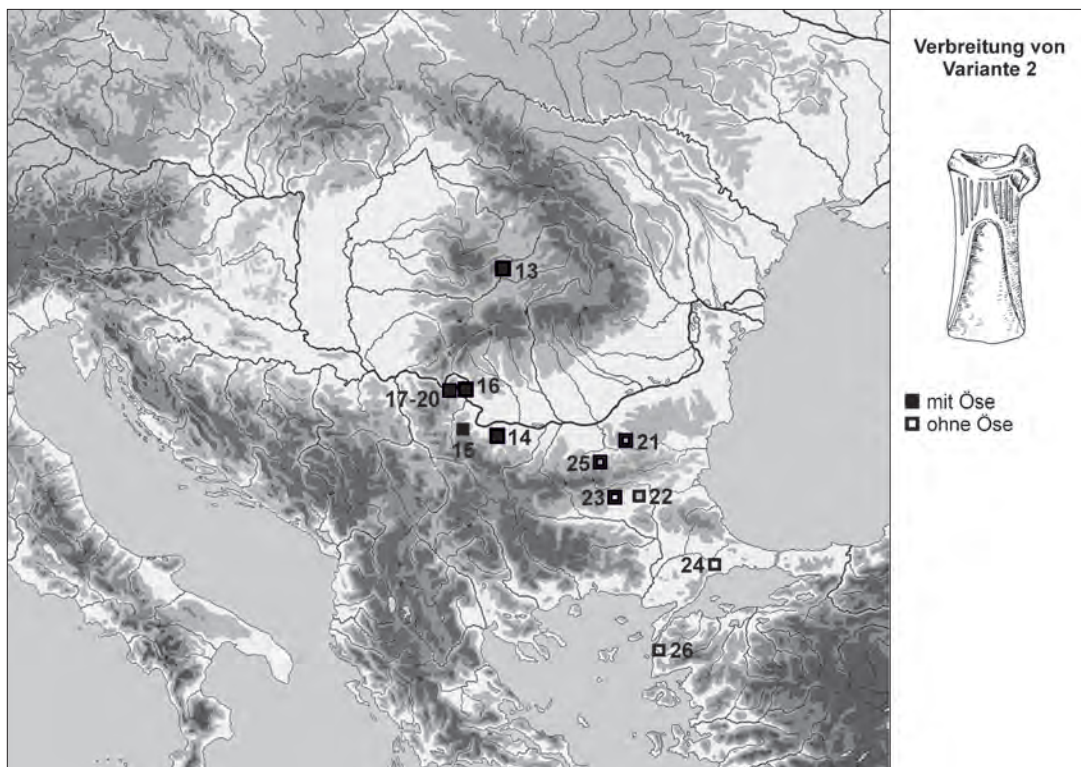 Verbreitung von
Variante 2
mit Öse
ohne Öse
13
16
17-20
15
14
21
25
23
22
24
26